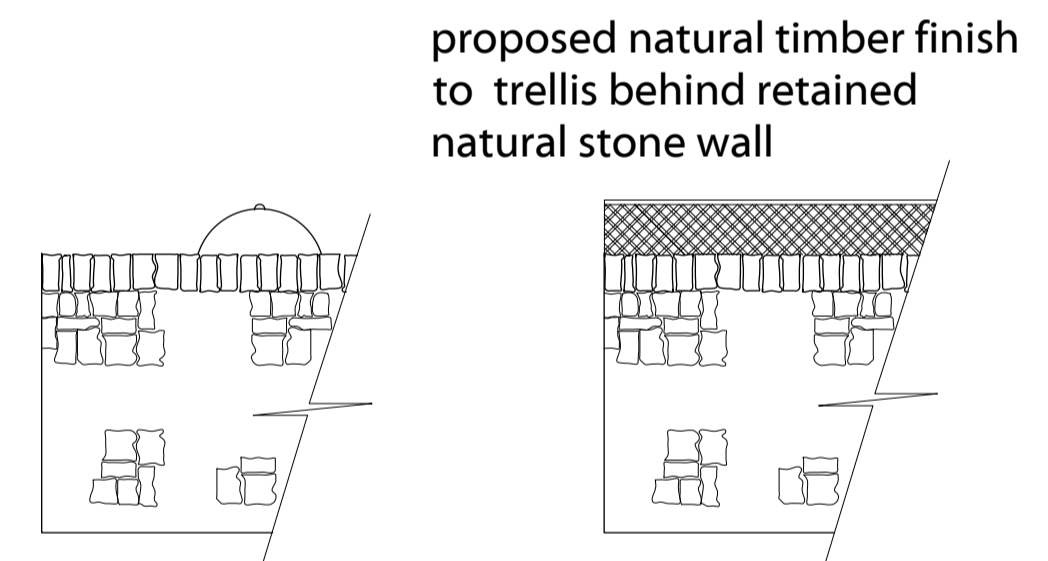 proposed natural timber finish
to trellis behind retained
natural stone wall